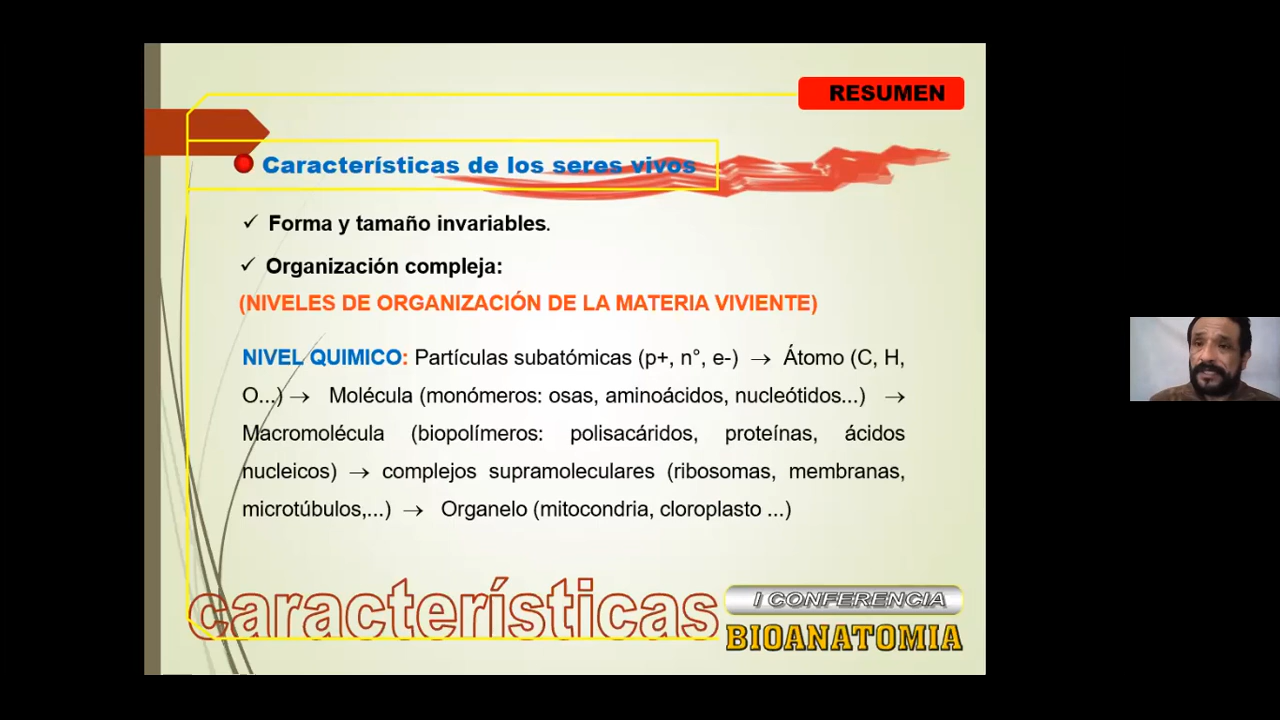 RESUMEN
Características de los seres vivos
✓ Forma y tamaño invariables.
✓ Organización compleja:
(NIVELES DE ORGANIZACIÓN DE LA MATERIA VIVIENTE)
NIVEL QUIMICO: Partículas subatómicas (p+, n°, e-) → Átomo (C, H,
O...) → Molécula (monómeros: osas, aminoácidos, nucleótidos...) →
Macromolécula (biopolímeros: polisacáridos, proteínas, ácidos
nucleicos) → complejos supramoleculares (ribosomas, membranas,
microtúbulos,...) → Organelo (mitocondria, cloroplasto ...)
características
I CONFERENCIA
BIOANATOMIA